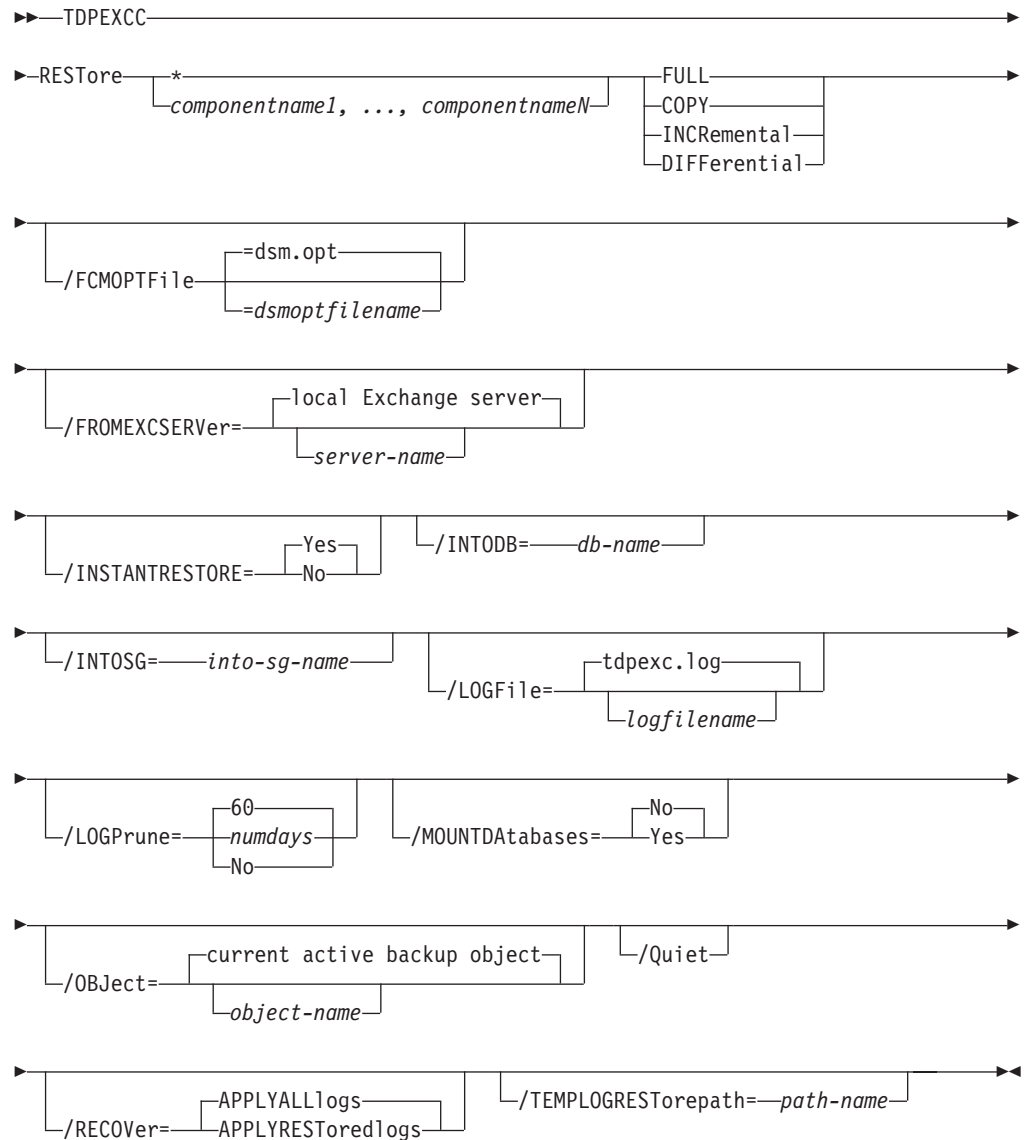 TDPEXCC
RESTore * FULL
componentname1, ..., componentnameN COPY
INCRemental
DIFFerential
=dsm.opt
/FCMOPTFile
=dsmoptfilename
local Exchange server
/FROMEXCSERVer=
server-name
Yes /INTODB= db-name
/INSTANTRESTORE= No
/INTOSG= into-sg-name tdpexc.log
/LOGFile=
logfilename
60 No
/LOGPrune= numdays /MOUNTDAtabases= Yes
No
current active backup object /Quiet
/OBJect=
object-name
APPLYALLlogs /TEMPLOGRESTorepath= path-name
/RECOVer= APPLYRESToredlogs